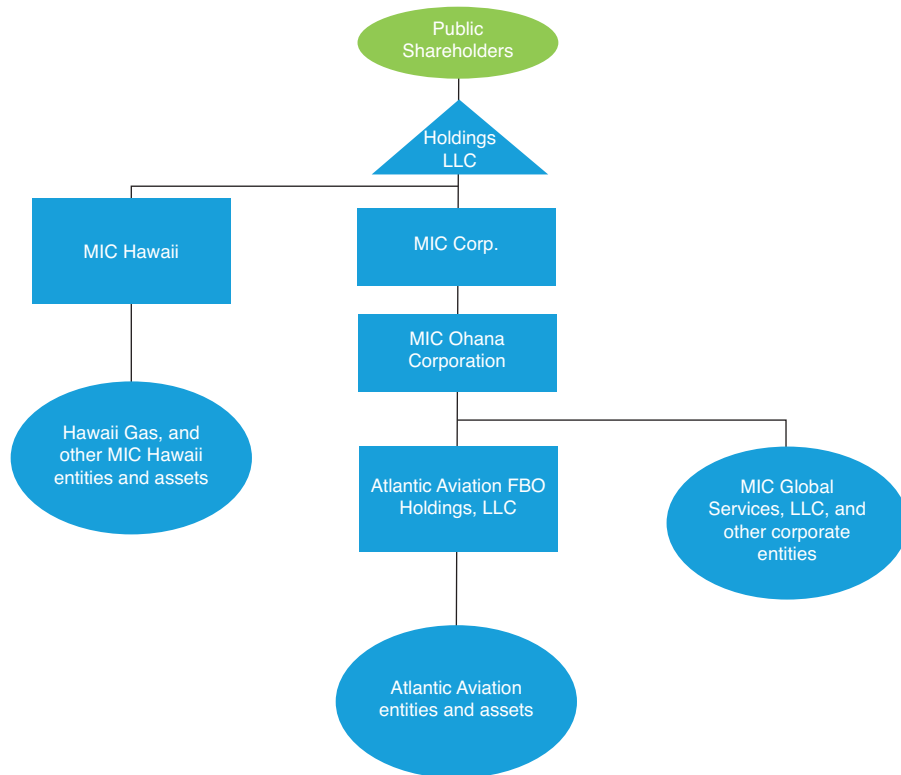 Public
Shareholders
Holdings
LLC
MIC Hawaii
MIC Corp.
MIC Ohana
Corporation
Hawaii Gas, and
other MIC Hawaii
entities and assets
Atlantic Aviation FBO
Holdings, LLC
MIC Global
Services, LLC, and
other corporate
entities
Atlantic Aviation
entities and assets